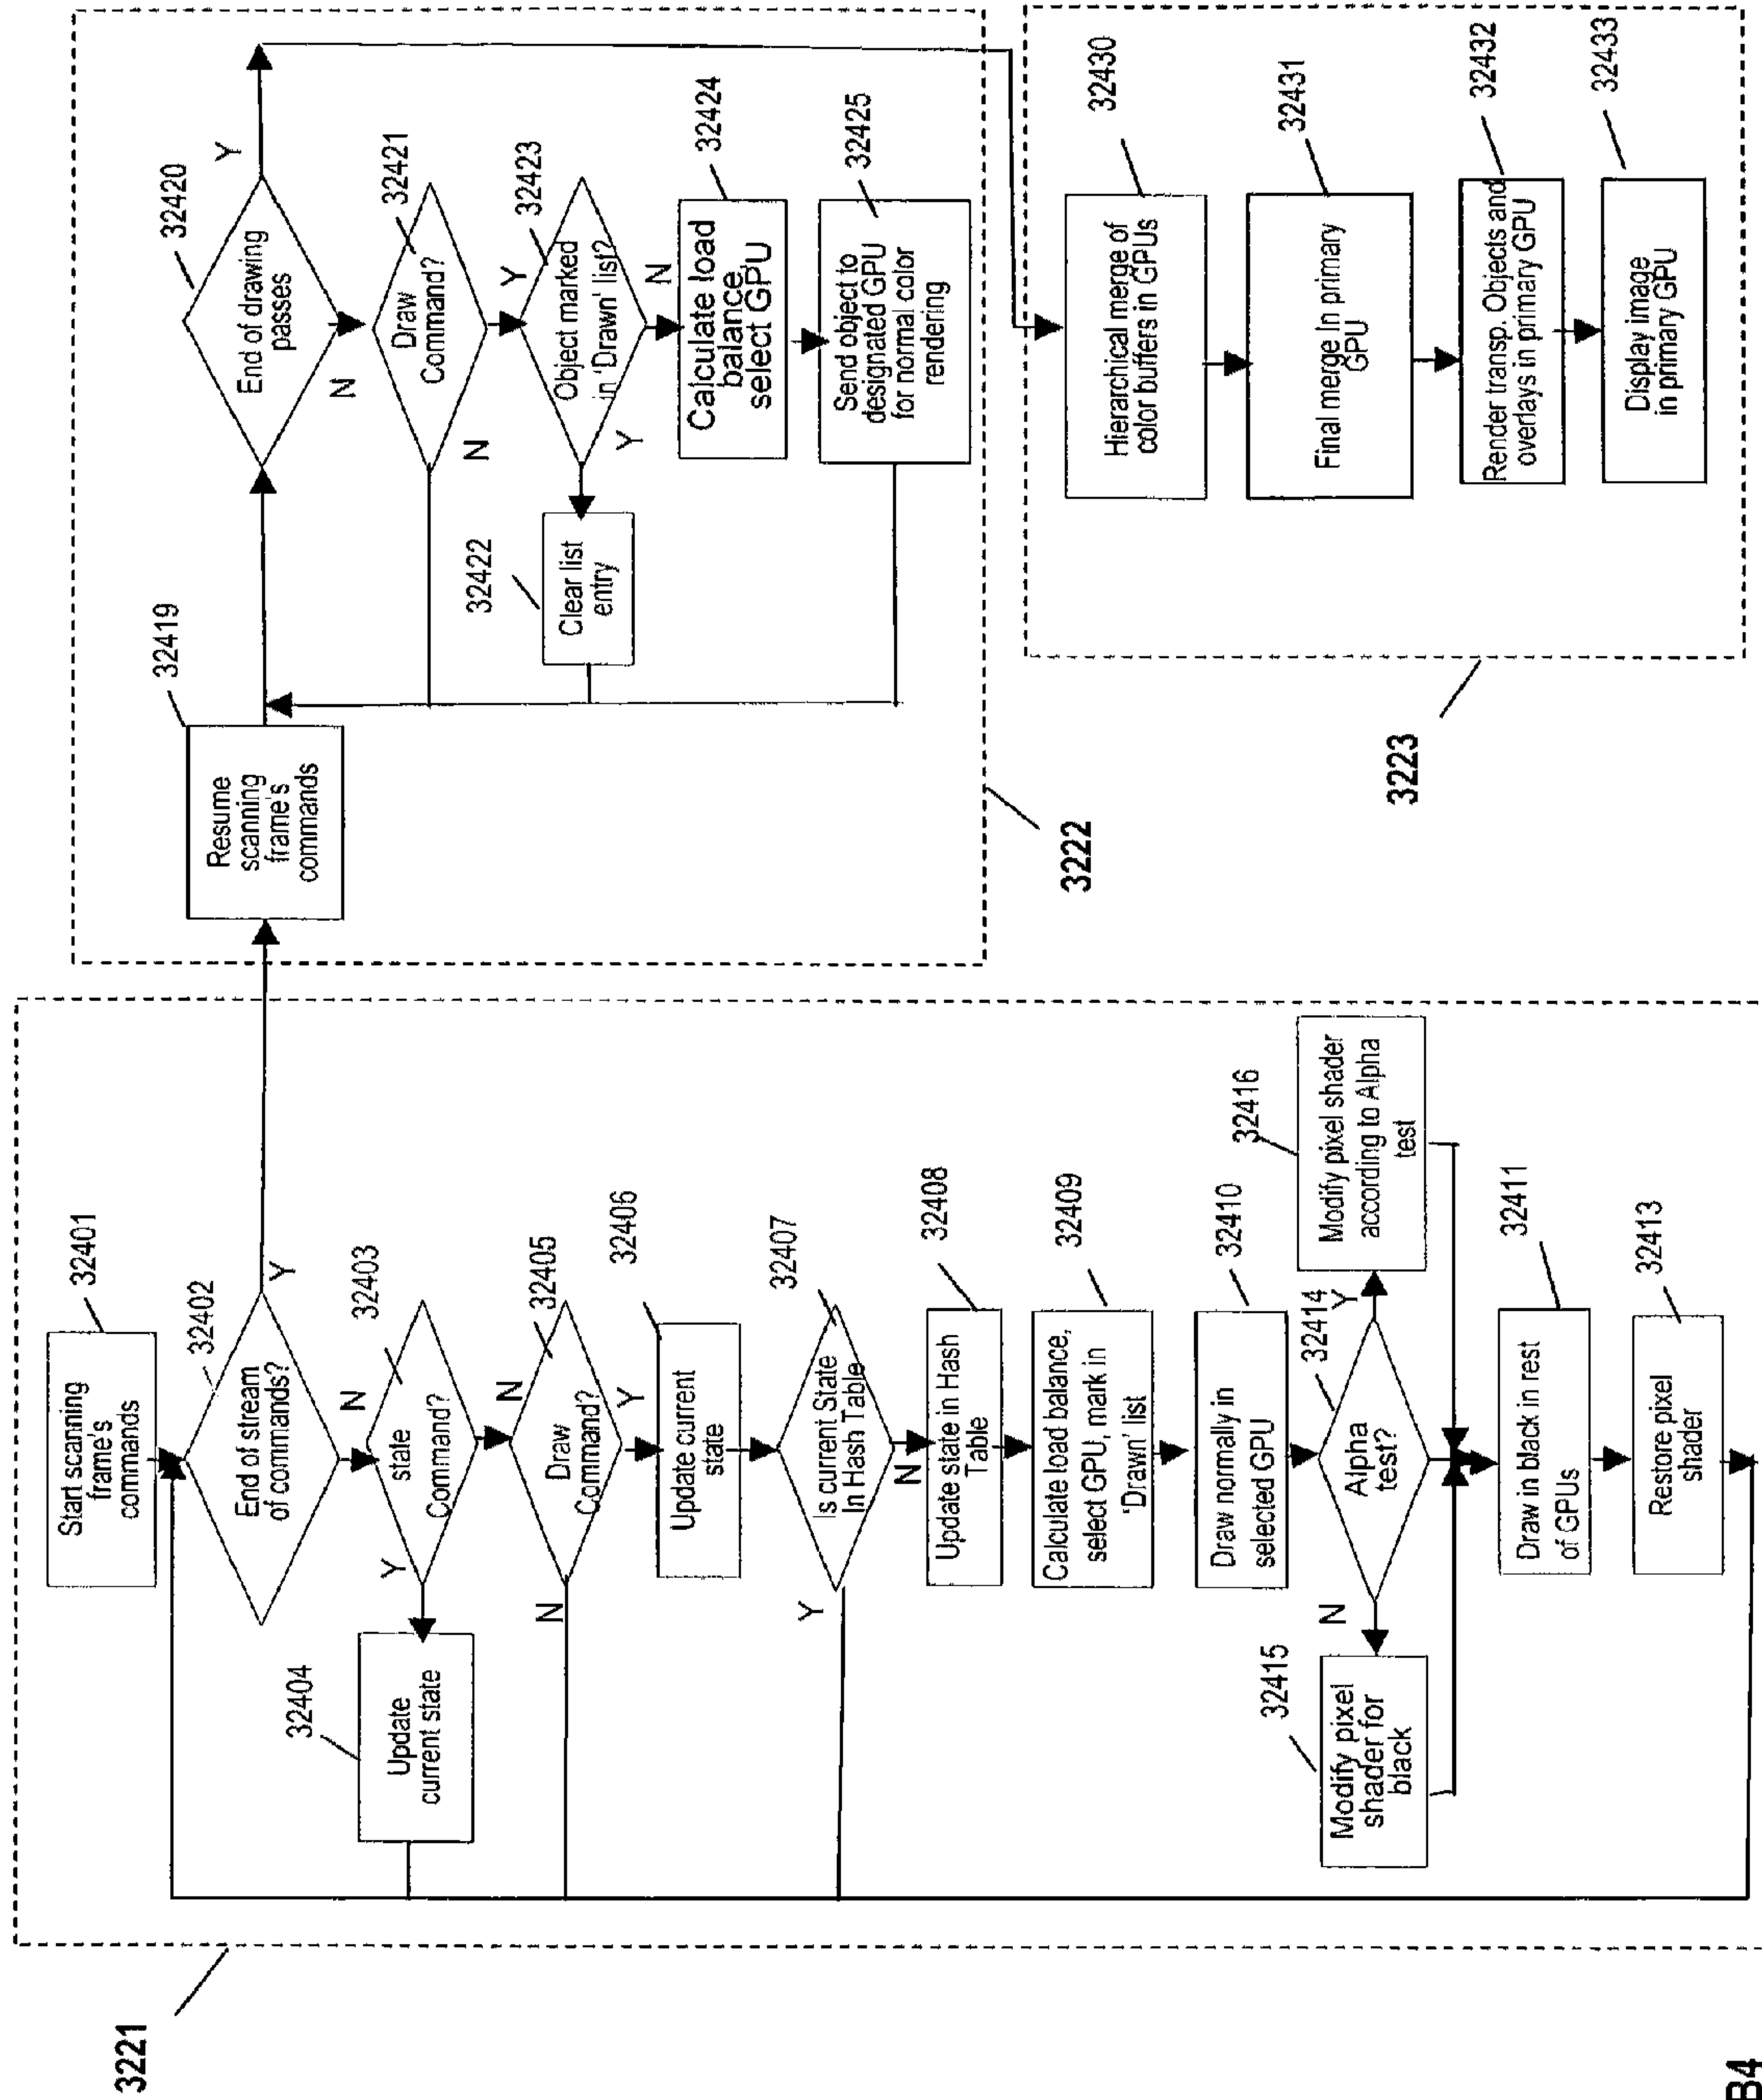 3221
32401
Start scanning
frame's
commands
32402
End of stream
of commands?
Y
N
32403
state
Command?
Y
N
32404
Update
current state
32405
Draw
Command?
N
Y
32406
Update current
state
32407
Is current State
In Hash Table
Y
N
32408
Update state in Hash
Table
32409
Calculate load balance,
select GPU, mark in
'Drawn' list
32410
Draw normally in
selected GPU
32414
Alpha
test?
N
Y
32415
Modify pixel
shader for
black
32416
Modify pixel shader
according to Alpha
test
32411
Draw in black in rest
of GPUs
32413
Restore pixel
shader
3222
32419
Resume
scanning
frame's
commands
32420
End of drawing
passes
Y
N
32421
Draw
Command?
N
Y
32423
Object marked
in 'Drawn' list?
Y
N
32422
Clear list
entry
32424
Calculate load
balance,
select GPU
32425
Send object to
designated GPU
for normal color
rendering
3223
32430
Hierarchical merge of
color buffers in GPUs
32431
Final merge In primary
GPU
32432
Render transp. Objects and
overlays in primary GPU
32433
Display image
in primary GPU
B4